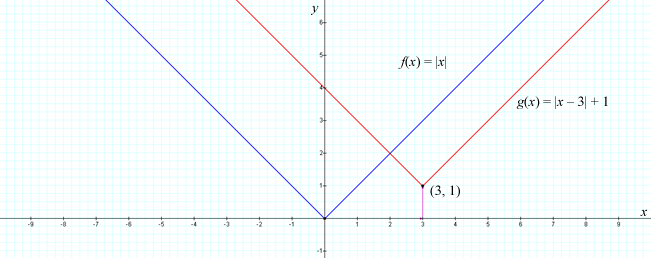 y
6
5
f(x) = |x|
4
g(x) = |x – 3| + 1
3
2
1
(3, 1)
x
-9 -8 -7 -6 -5 -4 -3 -2 -1 1 2 3 4 5 6 7 8 9
-1